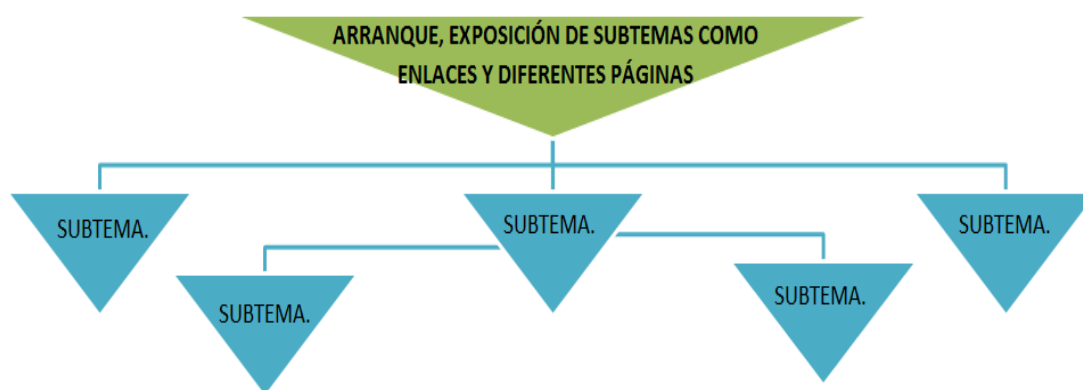 ARRANQUE, EXPOSICIÓN DE SUBTEMAS COMO
ENLACES Y DIFERENTES PÁGINAS
SUBTEMA.
SUBTEMA.
SUBTEMA.
SUBTEMA.
SUBTEMA.